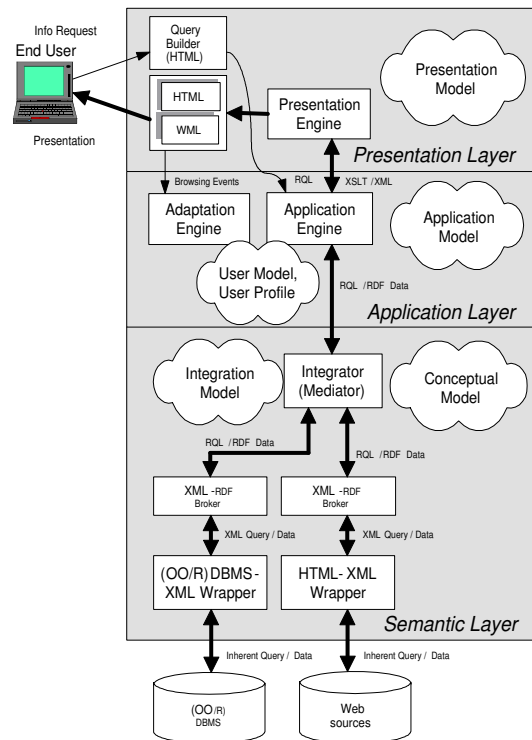 Info Request
End User
Presentation
Query
Builder
(HTML)
HTML
WML
Presentation
Engine
Presentation
Model
Presentation Layer
Browsing Events
RQL
XSLT /XML
Adaptation
Engine
Application
Engine
Application
Model
User Model,
User Profile
RQL /RDF Data
Application Layer
Integration
Model
Integrator
(Mediator)
Conceptual
Model
RQL /RDF Data
RQL /RDF Data
XML -RDF
Broker
XML -RDF
Broker
XML Query / Data
XML Query / Data
(OO/R) DBMS -
XML Wrapper
HTML- XML
Wrapper
Semantic Layer
Inherent Query / Data
Inherent Query / Data
(OO /R)
DBMS
Web
sources